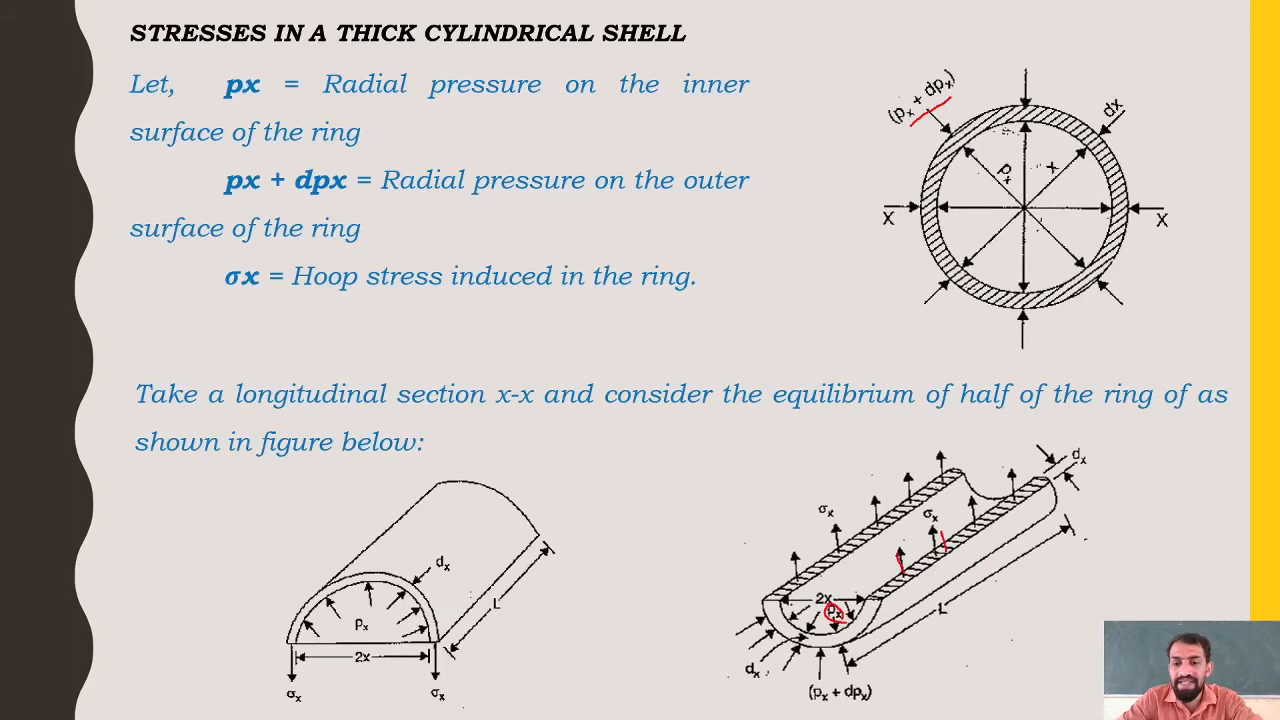 STRESSES IN A THICK CYLINDRICAL SHELL
Let, px = Radial pressure on the inner
surface of the ring
px + dpx = Radial pressure on the outer
surface of the ring
σx = Hoop stress induced in the ring.
(pₓ + dpₓ)
dx
pₓ
x
X
X
Take a longitudinal section x-x and consider the equilibrium of half of the ring of as
shown in figure below:
dₓ
pₓ
L
2x
σₓ
σₓ
dₓ
σₓ
σₓ
2x
pₓ
L
dₓ
(pₓ + dpₓ)